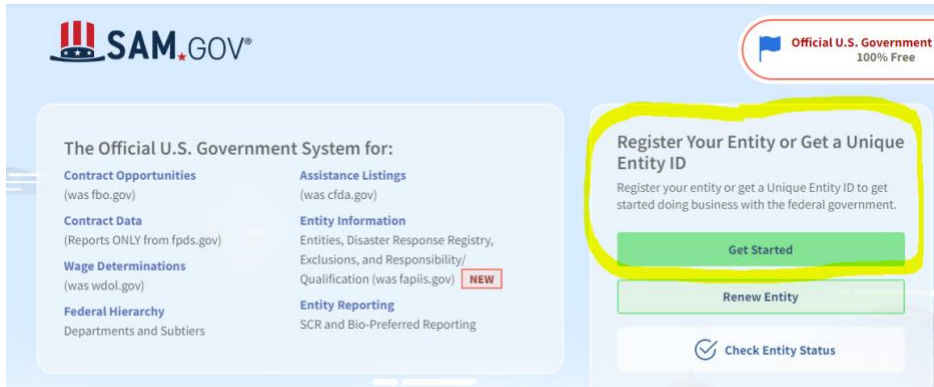 SAM.GOV®
Official U.S. Government
100% Free
The Official U.S. Government System for:
Contract Opportunities
(was fbo.gov)
Contract Data
(Reports ONLY from fpds.gov)
Wage Determinations
(was wdol.gov)
Federal Hierarchy
Departments and Subtiers
Assistance Listings
(was cfda.gov)
Entity Information
Entities, Disaster Response Registry,
Exclusions, and Responsibility/
Qualification (was fapiis.gov) NEW
Entity Reporting
SCR and Bio-Preferred Reporting
Register Your Entity or Get a Unique
Entity ID
Register your entity or get a Unique Entity ID to get
started doing business with the federal government.
Get Started
Renew Entity
Check Entity Status